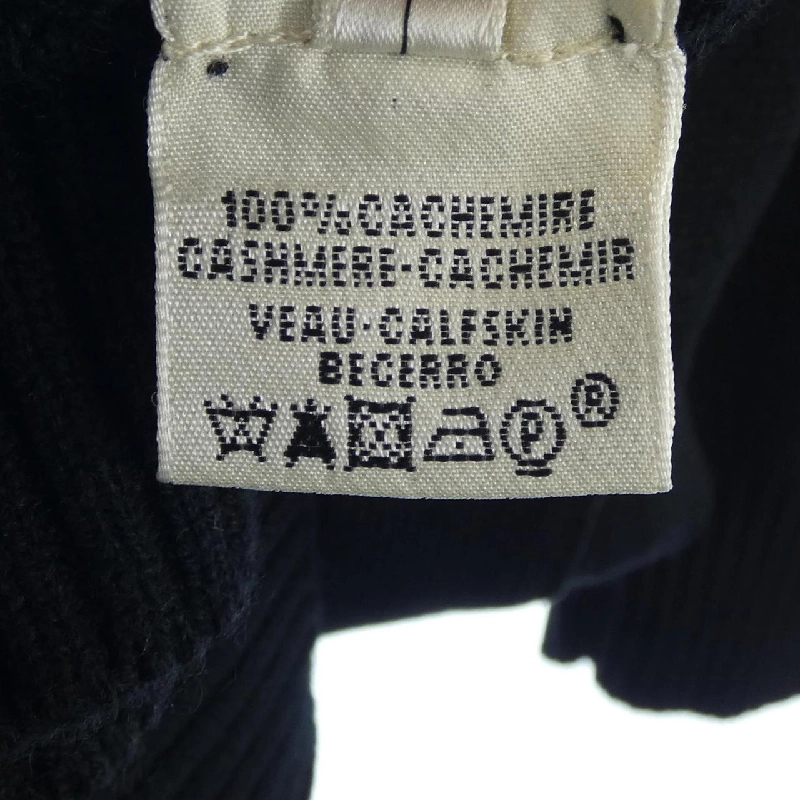 100%CACHEMIRE
CASHMERE·CACHEMIR
VEAU·CALFSKIN
BECERRO
P
®